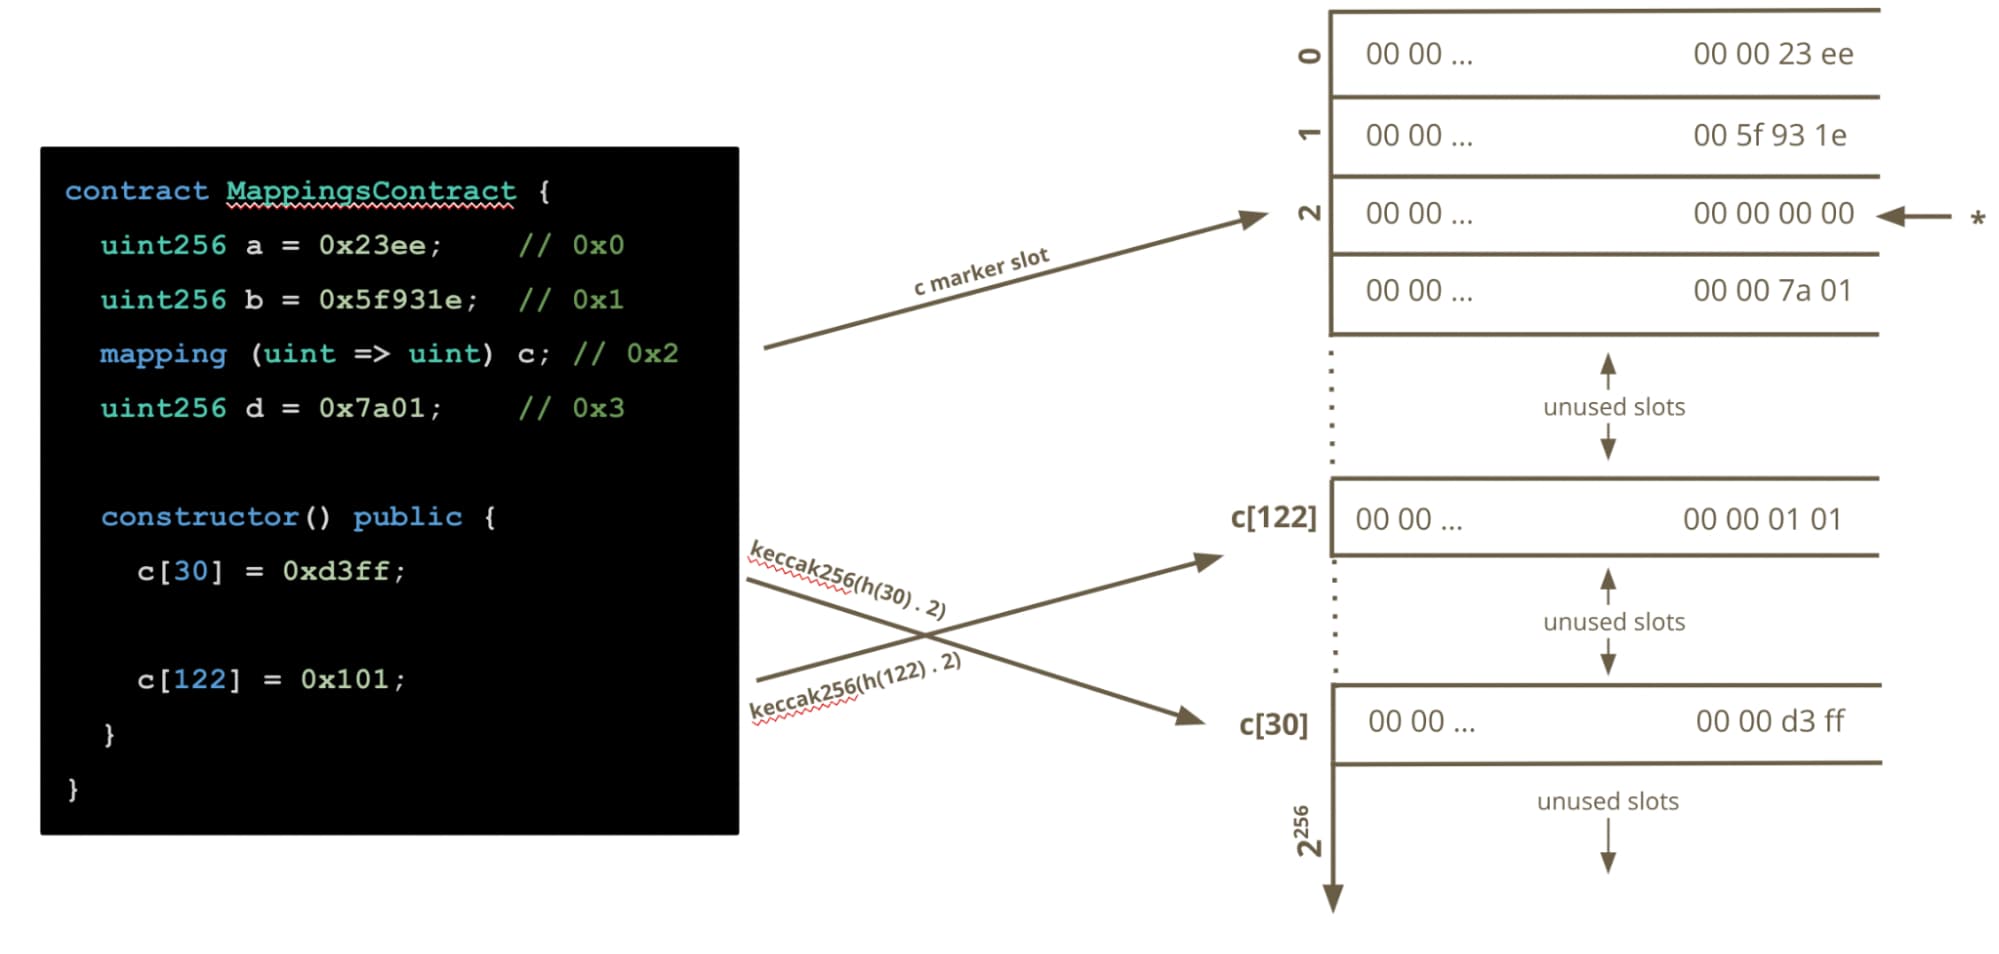 contract MappingsContract {
uint256 a = 0x23ee; // 0x0
uint256 b = 0x5f931e; // 0x1
mapping (uint => uint) c; // 0x2
uint256 d = 0x7a01; // 0x3
constructor() public {
c[30] = 0xd3ff;
c[122] = 0x101;
}
}
c marker slot
keccak256(h(30) . 2)
keccak256(h(122) . 2)
0 00 00 ... 00 00 23 ee
1 00 00 ... 00 5f 93 1e
2 00 00 ... 00 00 00 00 *
00 00 ... 00 00 7a 01
unused slots
c[122] 00 00 ... 00 00 01 01
unused slots
c[30] 00 00 ... 00 00 d3 ff
unused slots
2²⁵⁶